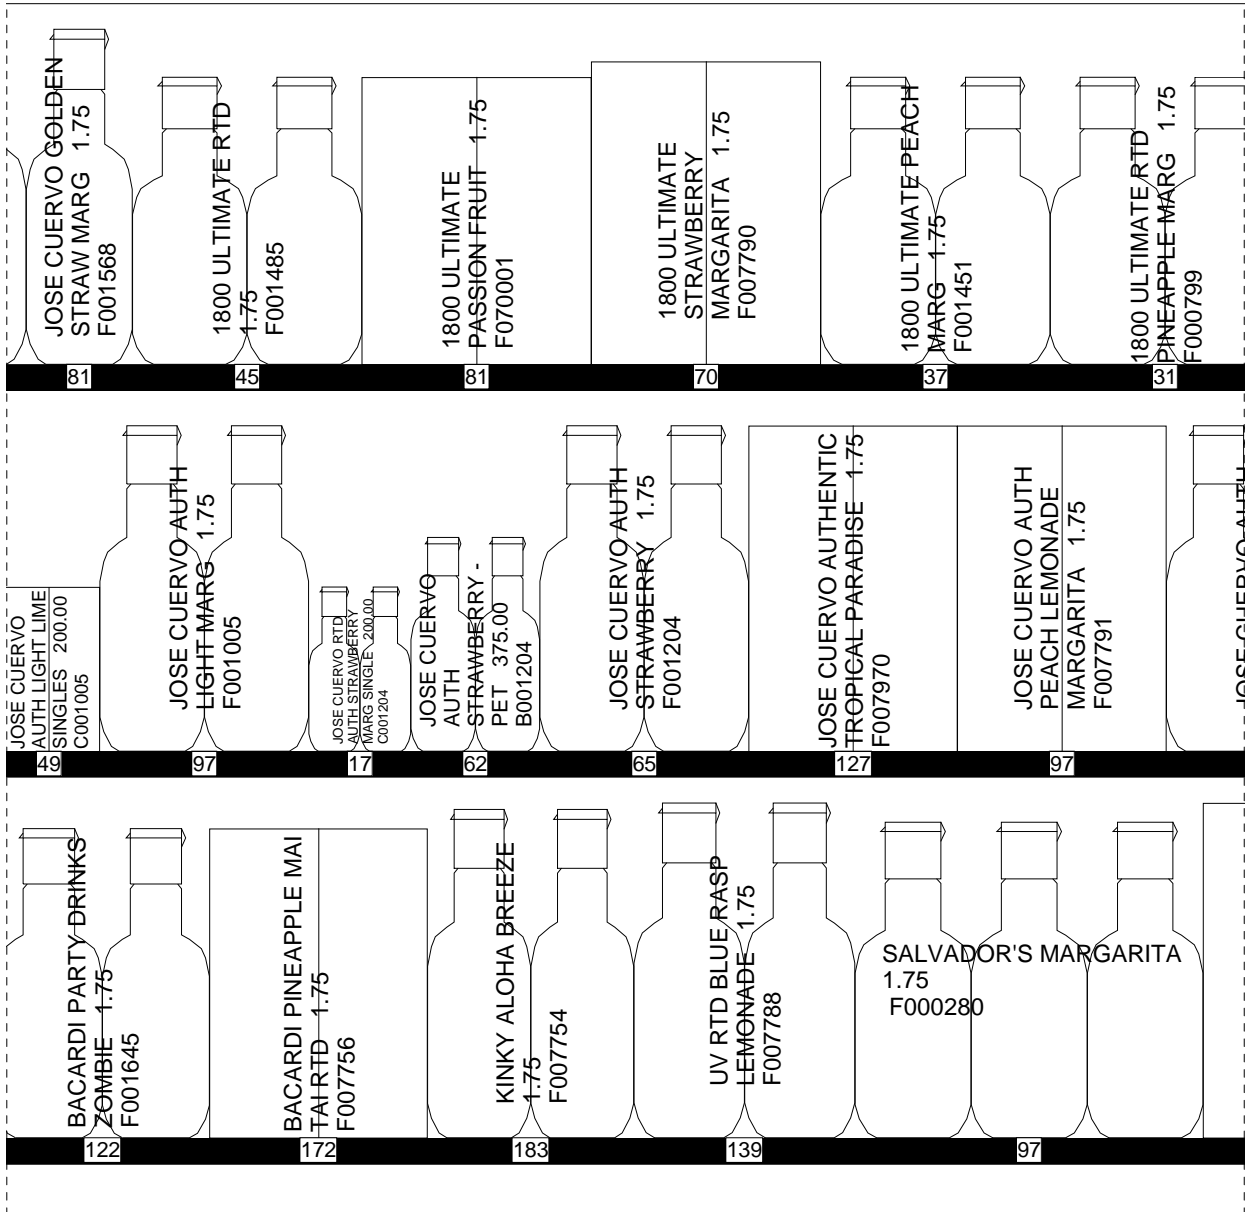 JOSE CUERVO GOLDEN
STRAW MARG 1.75
F001568
1800 ULTIMATE RTD
1.75
F001485
1800 ULTIMATE
PASSION FRUIT 1.75
F070001
1800 ULTIMATE
STRAWBERRY
MARGARITA 1.75
F007790
1800 ULTIMATE PEACH
MARG 1.75
F001451
1800 ULTIMATE RTD
PINEAPPLE MARG 1.75
F000799
81
45
81
70
37
31
JOSE CUERVO
AUTH LIGHT LIME
SINGLES 200.00
C001005
JOSE CUERVO AUTH
LIGHT MARG 1.75
F001005
JOSE CUERVO RTD
AUTH STRAWBERRY
MARG SINGLE 200.00
C001204
JOSE CUERVO
AUTH
STRAWBERRY -
PET 375.00
B001204
JOSE CUERVO AUTH
STRAWBERRY 1.75
F001204
JOSE CUERVO AUTHENTIC
TROPICAL PARADISE 1.75
F007970
JOSE CUERVO AUTH
PEACH LEMONADE
MARGARITA 1.75
F007791
JOSE CUERVO AUTH
49
97
17
62
65
127
97
BACARDI PARTY DRINKS
ZOMBIE 1.75
F001645
BACARDI PINEAPPLE MAI
TAI RTD 1.75
F007756
KINKY ALOHA BREEZE
1.75
F007754
UV RTD BLUE RASP
LEMONADE 1.75
F007788
SALVADOR'S MARGARITA
1.75
F000280
122
172
183
139
97